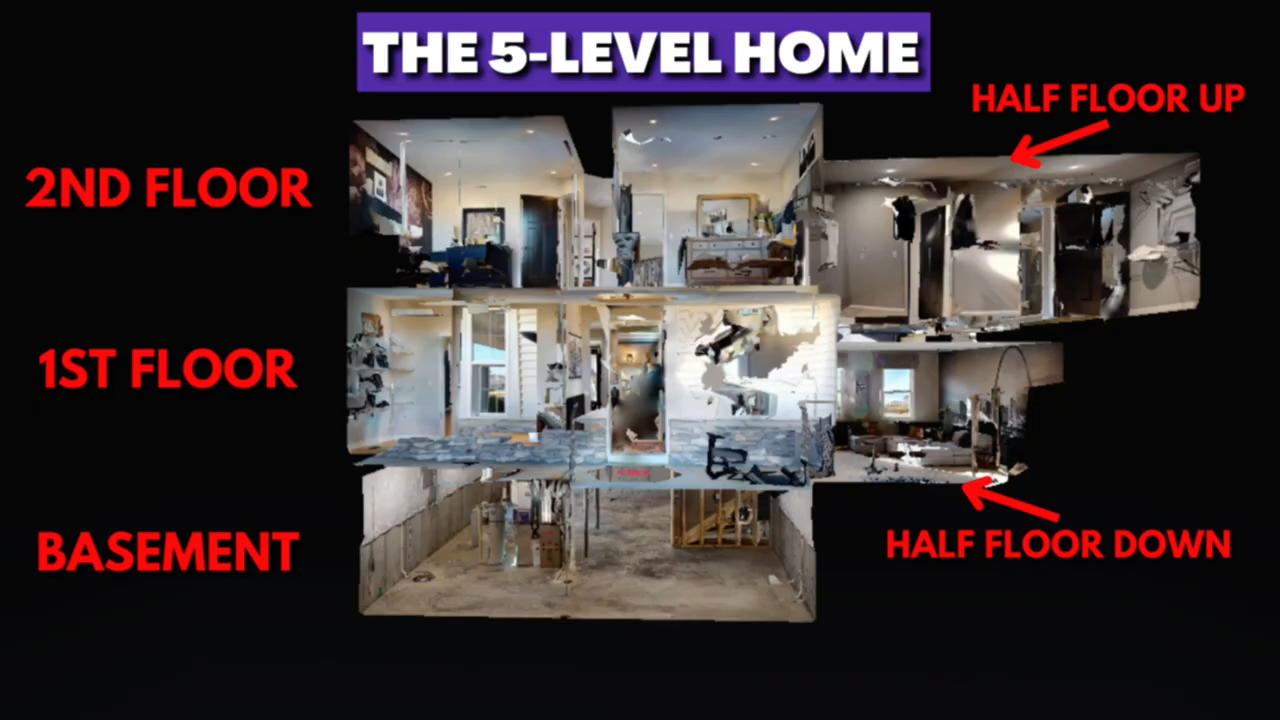 THE 5-LEVEL HOME
HALF FLOOR UP
2ND FLOOR
1ST FLOOR
HALF FLOOR DOWN
BASEMENT